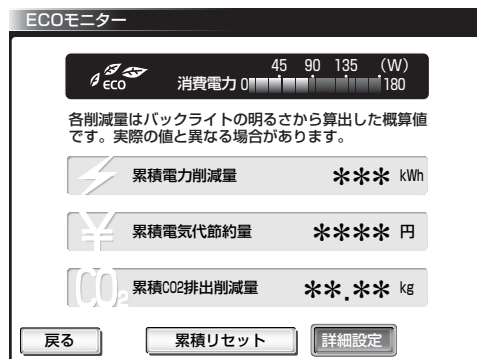 ECOモニター
45 90 135 (W)
ECO 消費電力 0 180
各削減量はバックライトの明るさから算出した概算値
です。実際の値と異なる場合があります。
累積電力削減量 *** kWh
¥ 累積電気代節約量 **** 円
CO2 累積CO2排出削減量 **.** kg
戻る 累積リセット 詳細設定